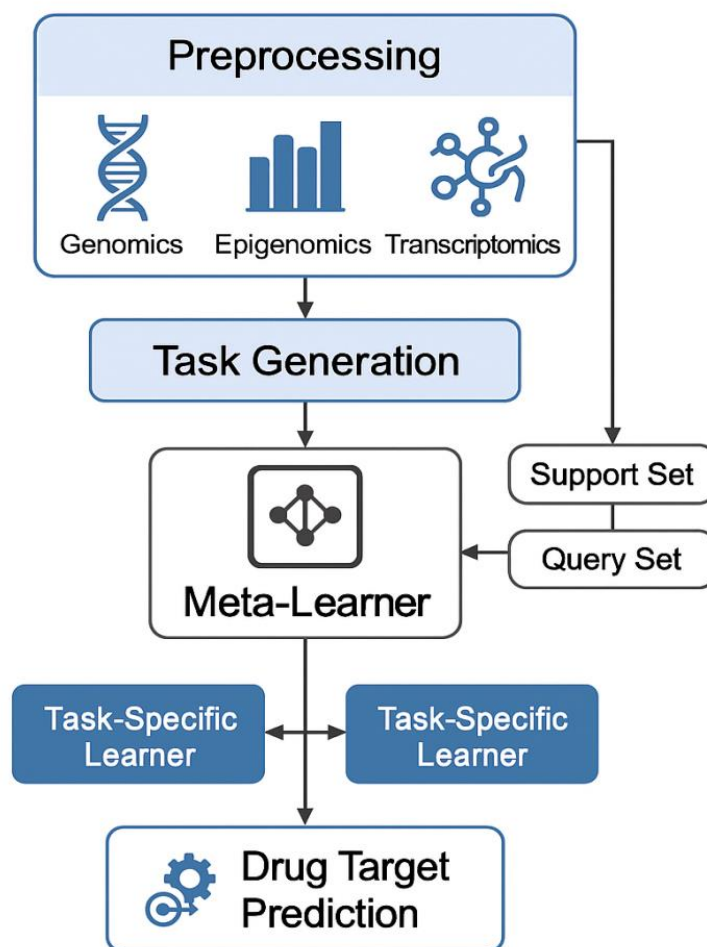 Preprocessing
Genomics
Epigenomics
Transcriptomics
Task Generation
Support Set
Query Set
Meta-Learner
Task-Specific
Learner
Task-Specific
Learner
Drug Target
Prediction